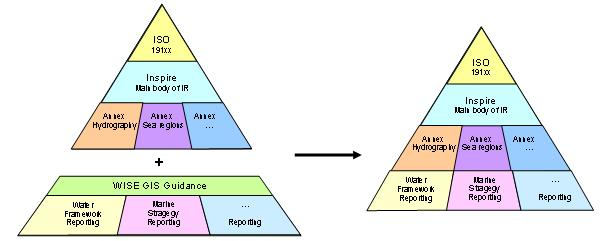 ISO
191xx
Inspire
Main body of IR
Annex
Hydrography
Annex
Sea regions
Annex
...
+
WISE GIS Guidance
Water
Framework
Reporting
Marine
Stragegy
Reporting
...
Reporting
ISO
191xx
Inspire
Main body of IR
Annex
Hydrography
Annex
Sea regions
Annex
...
Water
Framework
Reporting
Marine
Stragegy
Reporting
...
Reporting